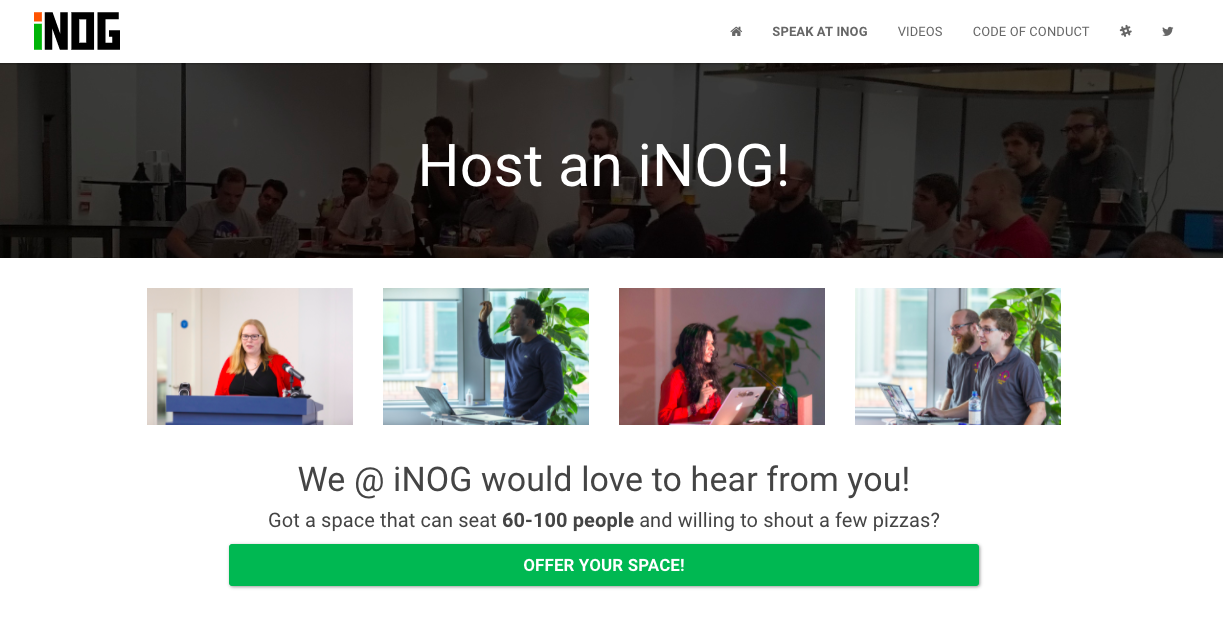 iNOG
SPEAK AT INOG
VIDEOS
CODE OF CONDUCT
Host an iNOG!
We @ iNOG would love to hear from you!
Got a space that can seat 60-100 people and willing to shout a few pizzas?
OFFER YOUR SPACE!